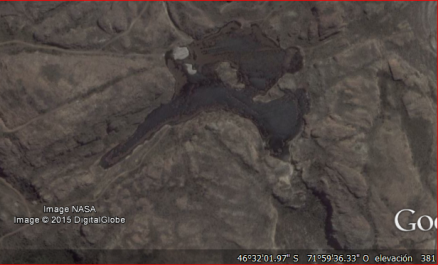 Image NASA
Image © 2015 DigitalGlobe
Goo
46°32'01.97" S 71°59'36.33" O elevación 381